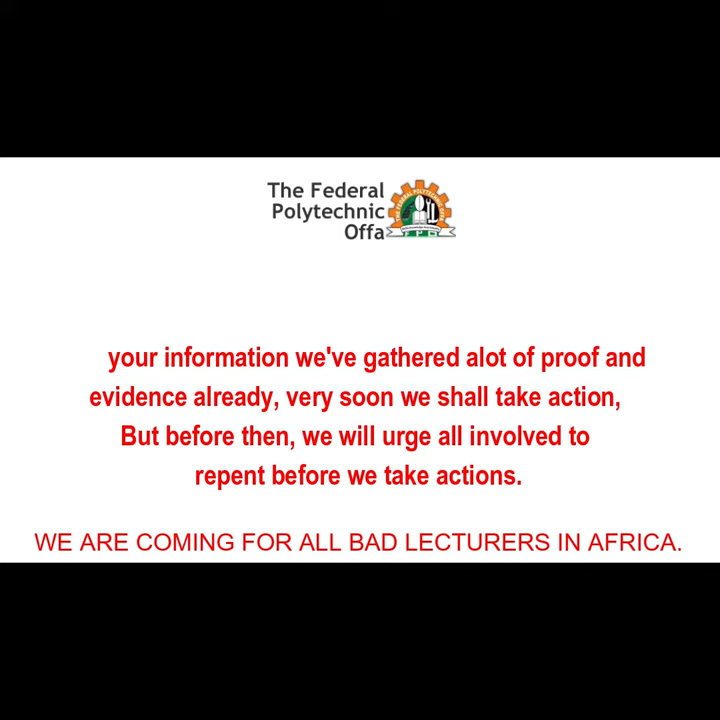 The Federal
Polytechnic
Offa
your information we've gathered alot of proof and
evidence already, very soon we shall take action,
But before then, we will urge all involved to
repent before we take actions.
WE ARE COMING FOR ALL BAD LECTURERS IN AFRICA.